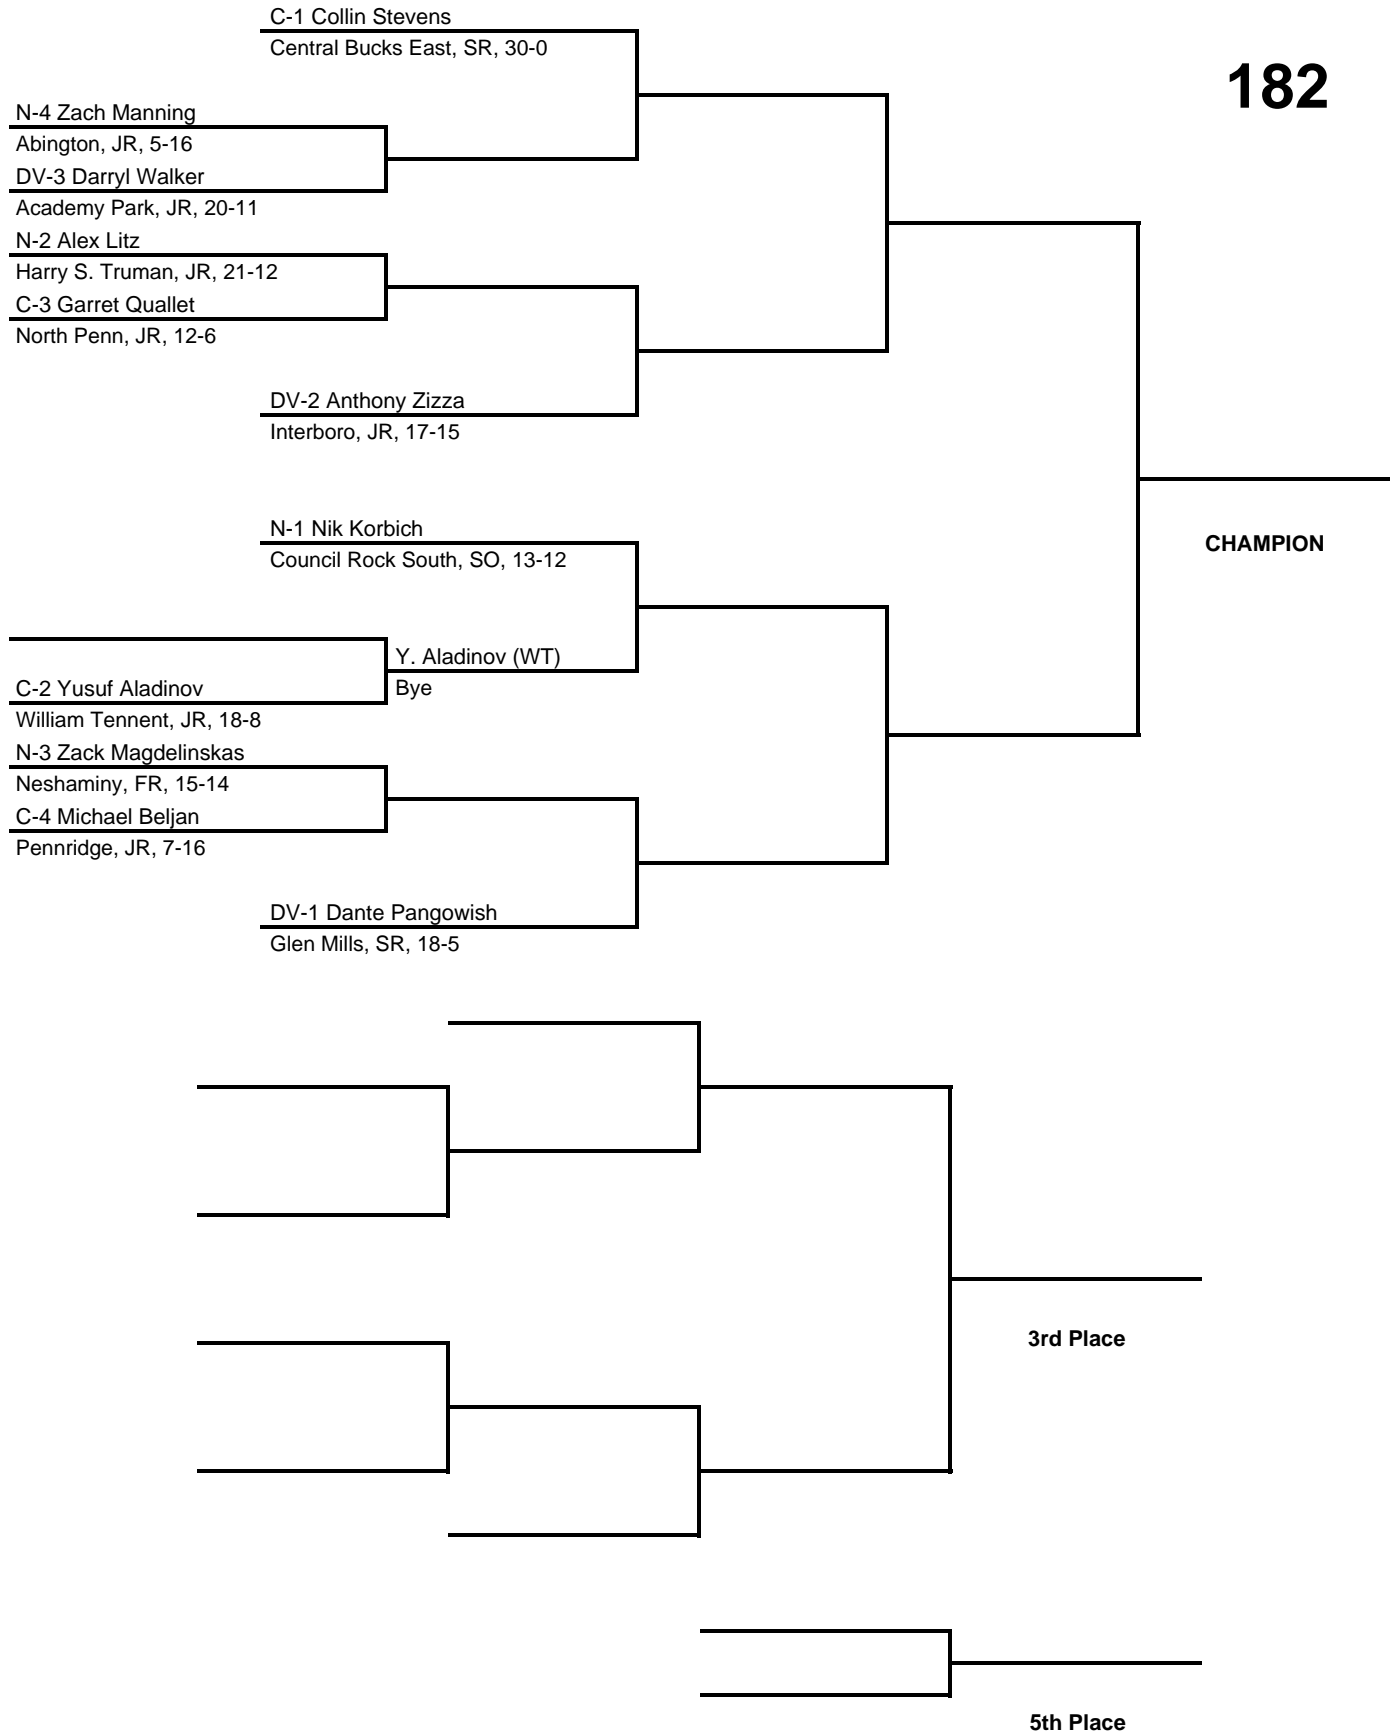 C-1 Collin Stevens
Central Bucks East, SR, 30-0
182
N-4 Zach Manning
Abington, JR, 5-16
DV-3 Darryl Walker
Academy Park, JR, 20-11
N-2 Alex Litz
Harry S. Truman, JR, 21-12
C-3 Garret Quallet
North Penn, JR, 12-6
DV-2 Anthony Zizza
Interboro, JR, 17-15
N-1 Nik Korbich
Council Rock South, SO, 13-12
CHAMPION
Y. Aladinov (WT)
Bye
C-2 Yusuf Aladinov
William Tennent, JR, 18-8
N-3 Zack Magdelinskas
Neshaminy, FR, 15-14
C-4 Michael Beljan
Pennridge, JR, 7-16
DV-1 Dante Pangowish
Glen Mills, SR, 18-5
3rd Place
5th Place